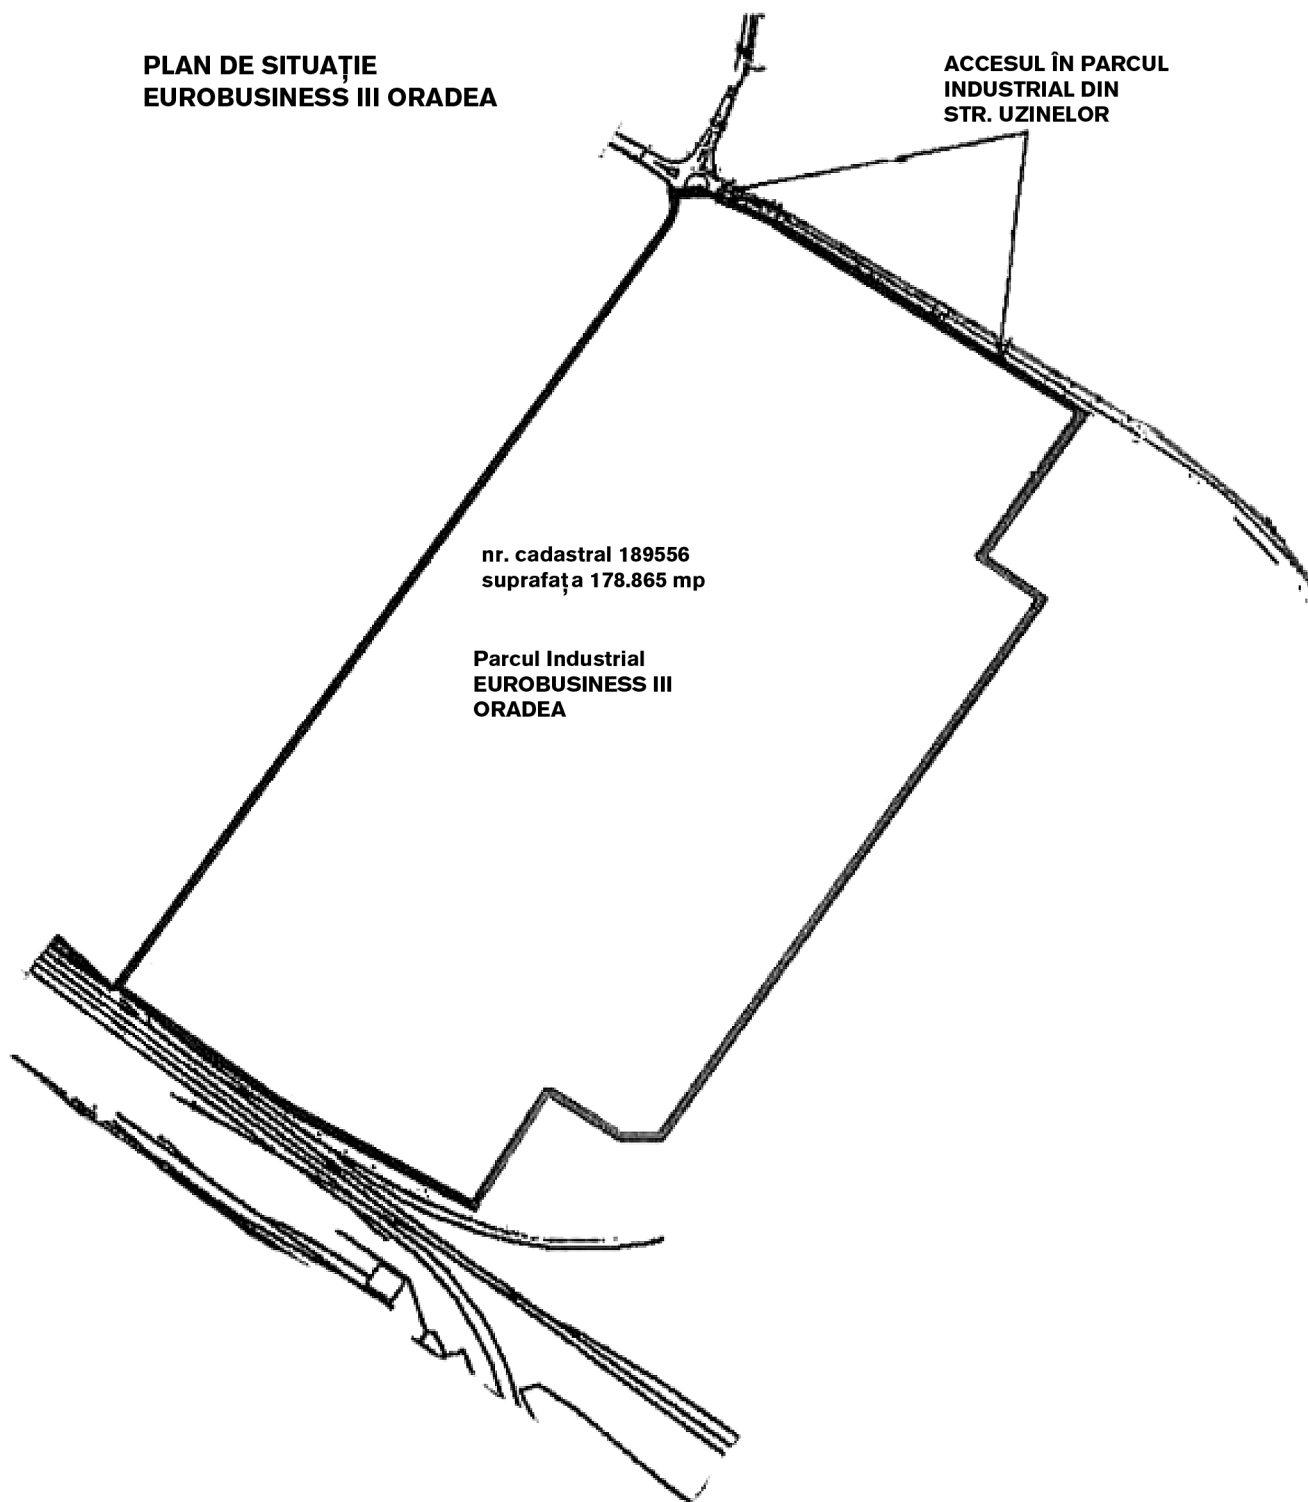 PLAN DE SITUAȚIE
EUROBUSINESS III ORADEA
ACCESUL ÎN PARCUL
INDUSTRIAL DIN
STR. UZINELOR
nr. cadastral 189556
suprafața 178.865 mp
Parcul Industrial
EUROBUSINESS III
ORADEA